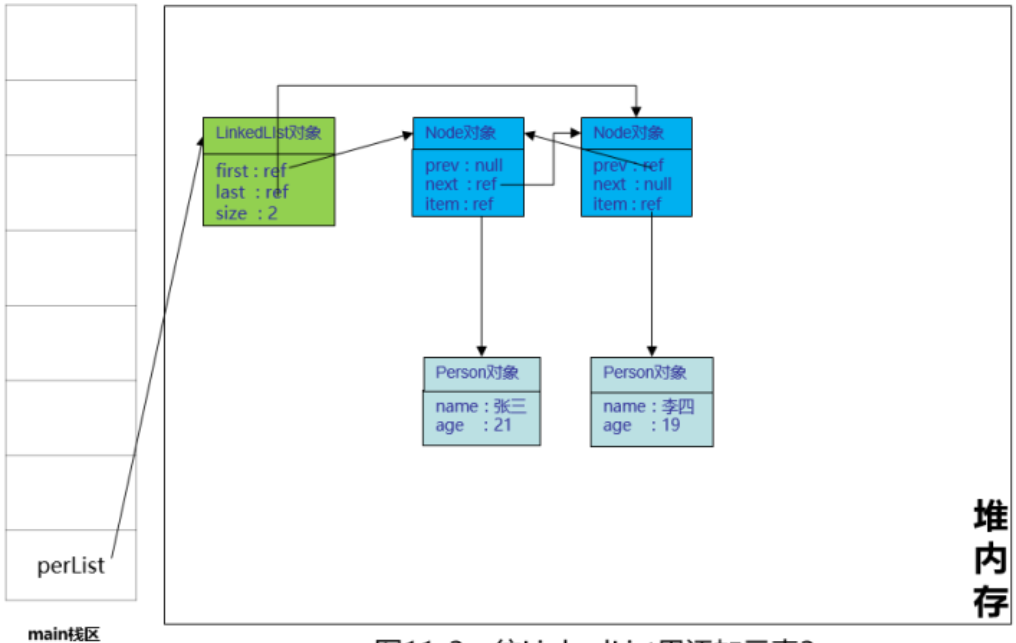 LinkedLIst对象
first : ref
last : ref
size : 2
Node对象
prev : null
next : ref
item : ref
Node对象
prev : ref
next : null
item : ref
Person对象
name : 张三
age : 21
Person对象
name : 李四
age : 19
堆
内
存
perList
main栈区